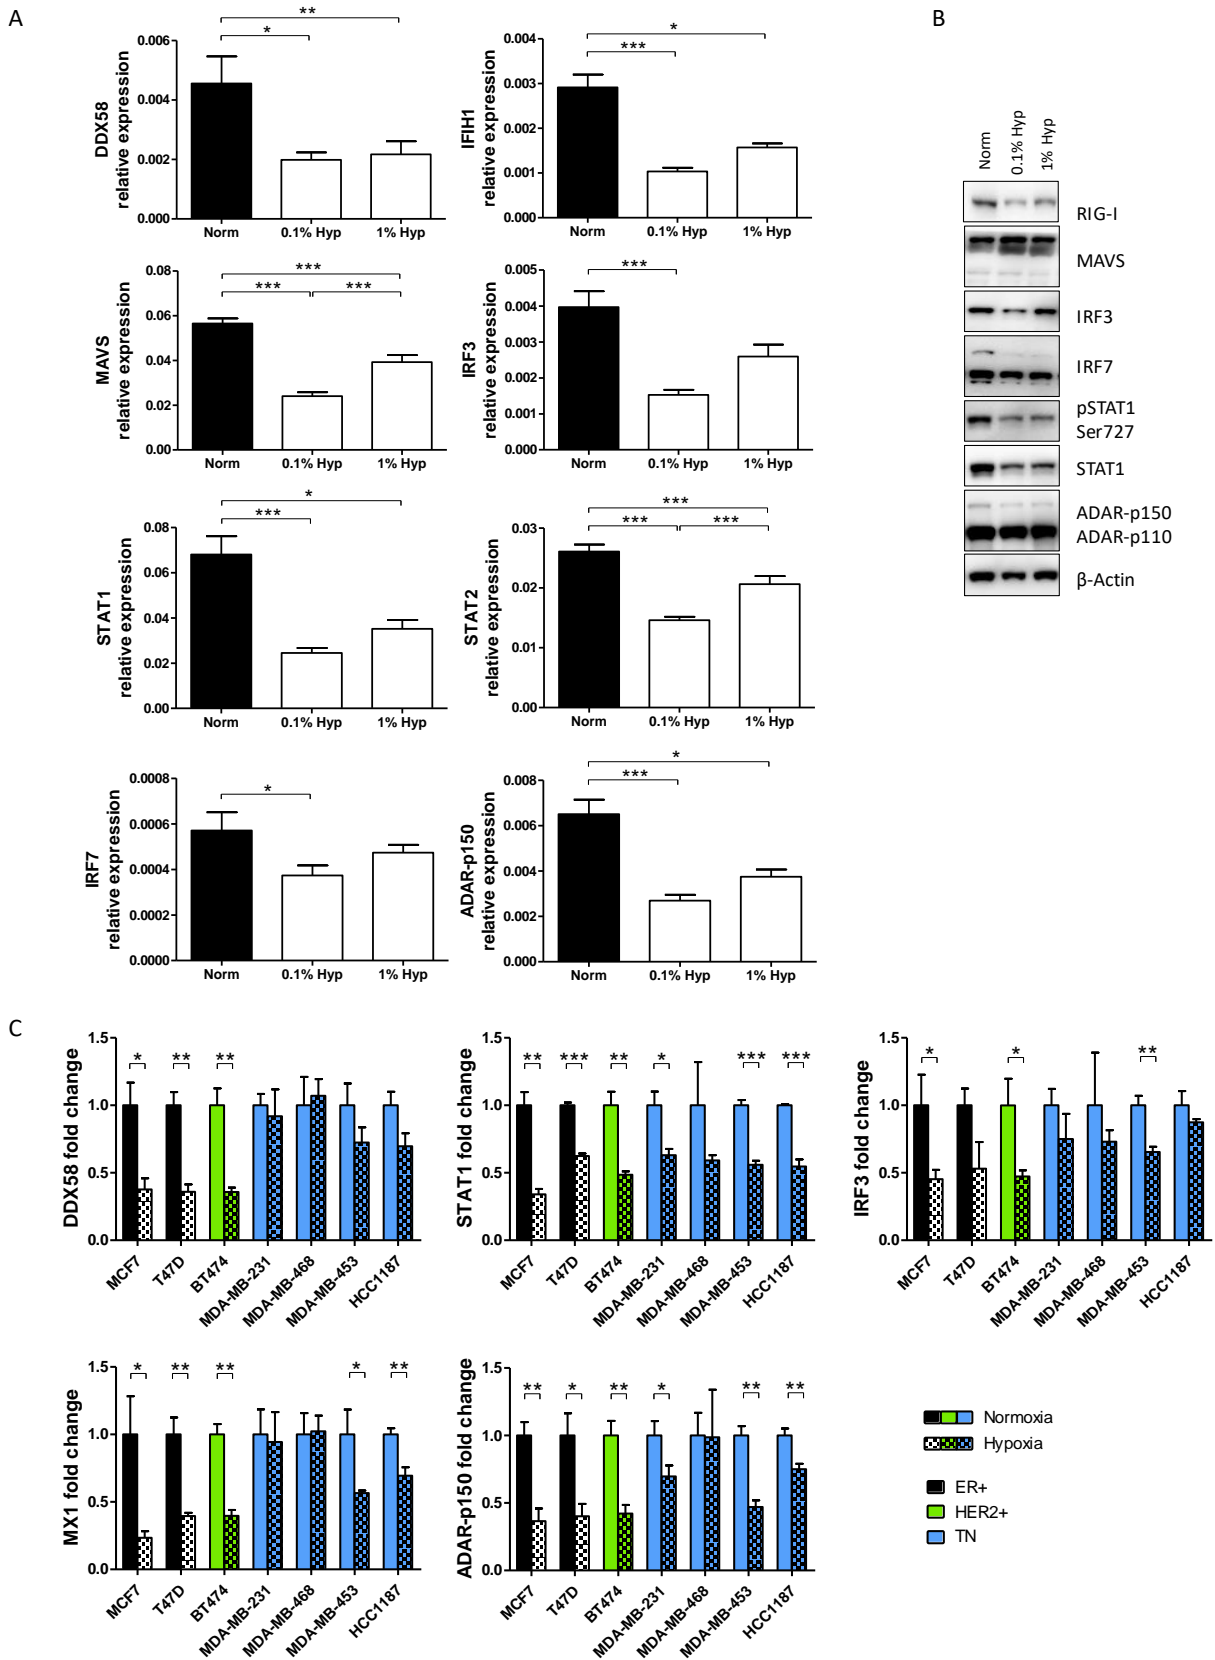 A
B
** 
*
0.006
0.004
0.002
0.000
DDX58
relative expression
Norm
0.1% Hyp
1% Hyp
*
***
0.004
0.003
0.002
0.001
0.000
IFIH1
relative expression
Norm
0.1% Hyp
1% Hyp
***
***
***
0.08
0.06
0.04
0.02
0.00
MAVS
relative expression
Norm
0.1% Hyp
1% Hyp
***
0.005
0.004
0.003
0.002
0.001
0.000
IRF3
relative expression
Norm
0.1% Hyp
1% Hyp
*
***
0.08
0.06
0.04
0.02
0.00
STAT1
relative expression
Norm
0.1% Hyp
1% Hyp
***
***
***
0.03
0.02
0.01
0.00
STAT2
relative expression
Norm
0.1% Hyp
1% Hyp
*
0.0008
0.0006
0.0004
0.0002
0.0000
IRF7
relative expression
Norm
0.1% Hyp
1% Hyp
*
***
0.008
0.006
0.004
0.002
0.000
ADAR-p150
relative expression
Norm
0.1% Hyp
1% Hyp
Norm
0.1% Hyp
1% Hyp
RIG-I
MAVS
IRF3
IRF7
pSTAT1
Ser727
STAT1
ADAR-p150
ADAR-p110
β-Actin
C
* ** **
1.5
1.0
0.5
0.0
DDX58 fold change
MCF7
T47D
BT474
MDA-MB-231
MDA-MB-468
MDA-MB-453
HCC1187
** *** ** * *** ***
1.5
1.0
0.5
0.0
STAT1 fold change
MCF7
T47D
BT474
MDA-MB-231
MDA-MB-468
MDA-MB-453
HCC1187
* * **
1.5
1.0
0.5
0.0
IRF3 fold change
MCF7
T47D
BT474
MDA-MB-231
MDA-MB-468
MDA-MB-453
HCC1187
* ** ** * **
1.5
1.0
0.5
0.0
MX1 fold change
MCF7
T47D
BT474
MDA-MB-231
MDA-MB-468
MDA-MB-453
HCC1187
** * ** * ** **
1.5
1.0
0.5
0.0
ADAR-p150 fold change
MCF7
T47D
BT474
MDA-MB-231
MDA-MB-468
MDA-MB-453
HCC1187
Normoxia
Hypoxia
ER+
HER2+
TN